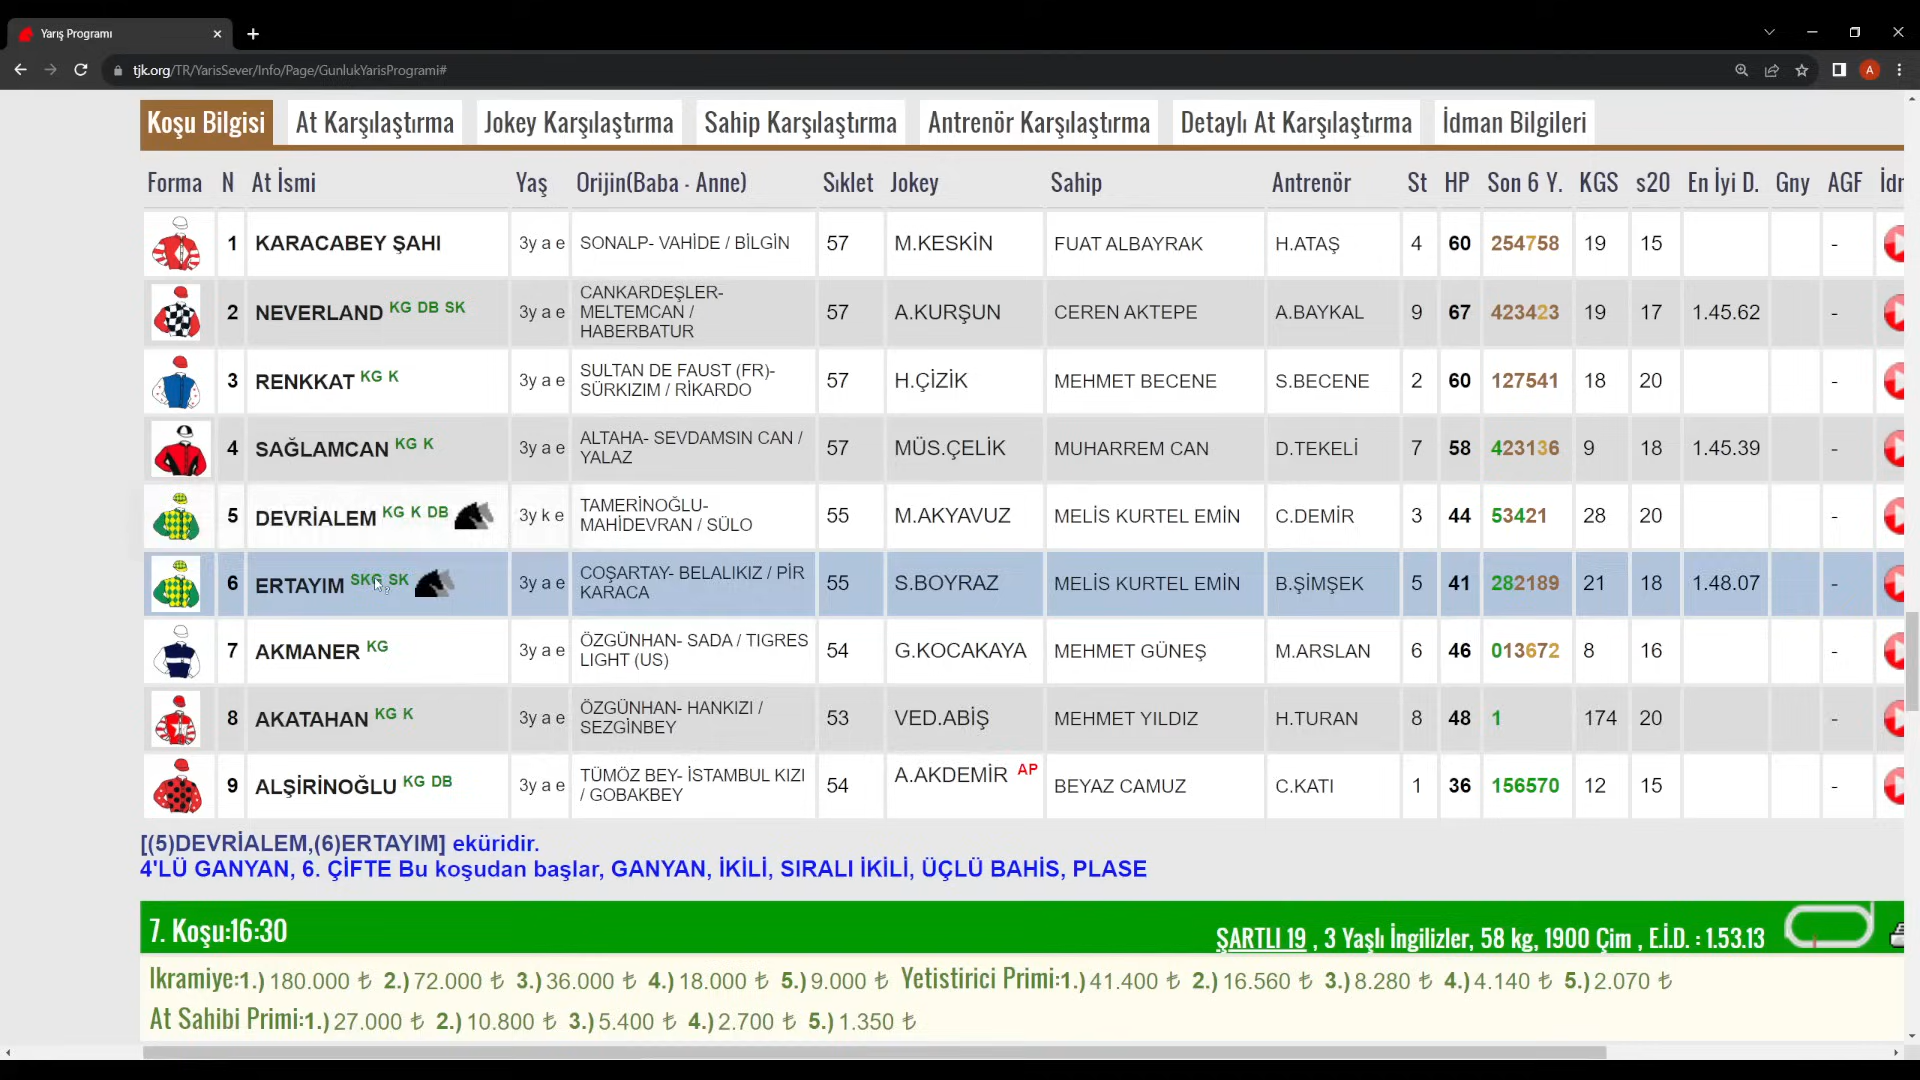 Yarış Programı
tjk.org/TR/YarisSever/Info/Page/GunlukYarisProgrami#
A
Koşu Bilgisi At Karşılaştırma Jokey Karşılaştırma Sahip Karşılaştırma Antrenör Karşılaştırma Detaylı At Karşılaştırma İdman Bilgileri
Forma N At İsmi Yaş Orijin(Baba - Anne) Sıklet Jokey Sahip Antrenör St HP Son 6 Y. KGS s20 En İyi D. Gny AGF İdr
1 KARACABEY ŞAHI 3y a e SONALP- VAHİDE / BİLGİN 57 M.KESKİN FUAT ALBAYRAK H.ATAŞ 4 60 254758 19 15 -
2 NEVERLAND KG DB SK 3y a e CANKARDEŞLER- MELTEMCAN / HABERBATUR 57 A.KURŞUN CEREN AKTEPE A.BAYKAL 9 67 423423 19 17 1.45.62 -
3 RENKKAT KG K 3y a e SULTAN DE FAUST (FR)- SÜRKIZIM / RİKARDO 57 H.ÇİZİK MEHMET BECENE S.BECENE 2 60 127541 18 20 -
4 SAĞLAMCAN KG K 3y a e ALTAHA- SEVDAMSIN CAN / YALAZ 57 MÜS.ÇELİK MUHARREM CAN D.TEKELİ 7 58 423136 9 18 1.45.39 -
5 DEVRİALEM KG K DB 3y k e TAMERİNOĞLU- MAHİDEVRAN / SÜLO 55 M.AKYAVUZ MELİS KURTEL EMİN C.DEMİR 3 44 53421 28 20 -
6 ERTAYIM SKG SK 3y a e COŞARTAY- BELALIKIZ / PİR KARACA 55 S.BOYRAZ MELİS KURTEL EMİN B.ŞİMŞEK 5 41 282189 21 18 1.48.07 -
7 AKMANER KG 3y a e ÖZGÜNHAN- SADA / TIGRES LIGHT (US) 54 G.KOCAKAYA MEHMET GÜNEŞ M.ARSLAN 6 46 013672 8 16 -
8 AKATAHAN KG K 3y a e ÖZGÜNHAN- HANKIZI / SEZGİNBEY 53 VED.ABİŞ MEHMET YILDIZ H.TURAN 8 48 1 174 20 -
9 ALŞİRİNOĞLU KG DB 3y a e TÜMÖZ BEY- İSTAMBUL KIZI / GOBAKBEY 54 A.AKDEMİR AP BEYAZ CAMUZ C.KATI 1 36 156570 12 15 -
[(5)DEVRİALEM,(6)ERTAYIM] eküridir.
4'LÜ GANYAN, 6. ÇİFTE Bu koşudan başlar, GANYAN, İKİLİ, SIRALI İKİLİ, ÜÇLÜ BAHİS, PLASE
7. Koşu:16:30 ŞARTLI 19 , 3 Yaşlı İngilizler, 58 kg, 1900 Çim , E.İ.D. : 1.53.13
Ikramiye:1.) 180.000 ₺ 2.) 72.000 ₺ 3.) 36.000 ₺ 4.) 18.000 ₺ 5.) 9.000 ₺ Yetistirici Primi:1.) 41.400 ₺ 2.) 16.560 ₺ 3.) 8.280 ₺ 4.) 4.140 ₺ 5.) 2.070 ₺
At Sahibi Primi:1.) 27.000 ₺ 2.) 10.800 ₺ 3.) 5.400 ₺ 4.) 2.700 ₺ 5.) 1.350 ₺